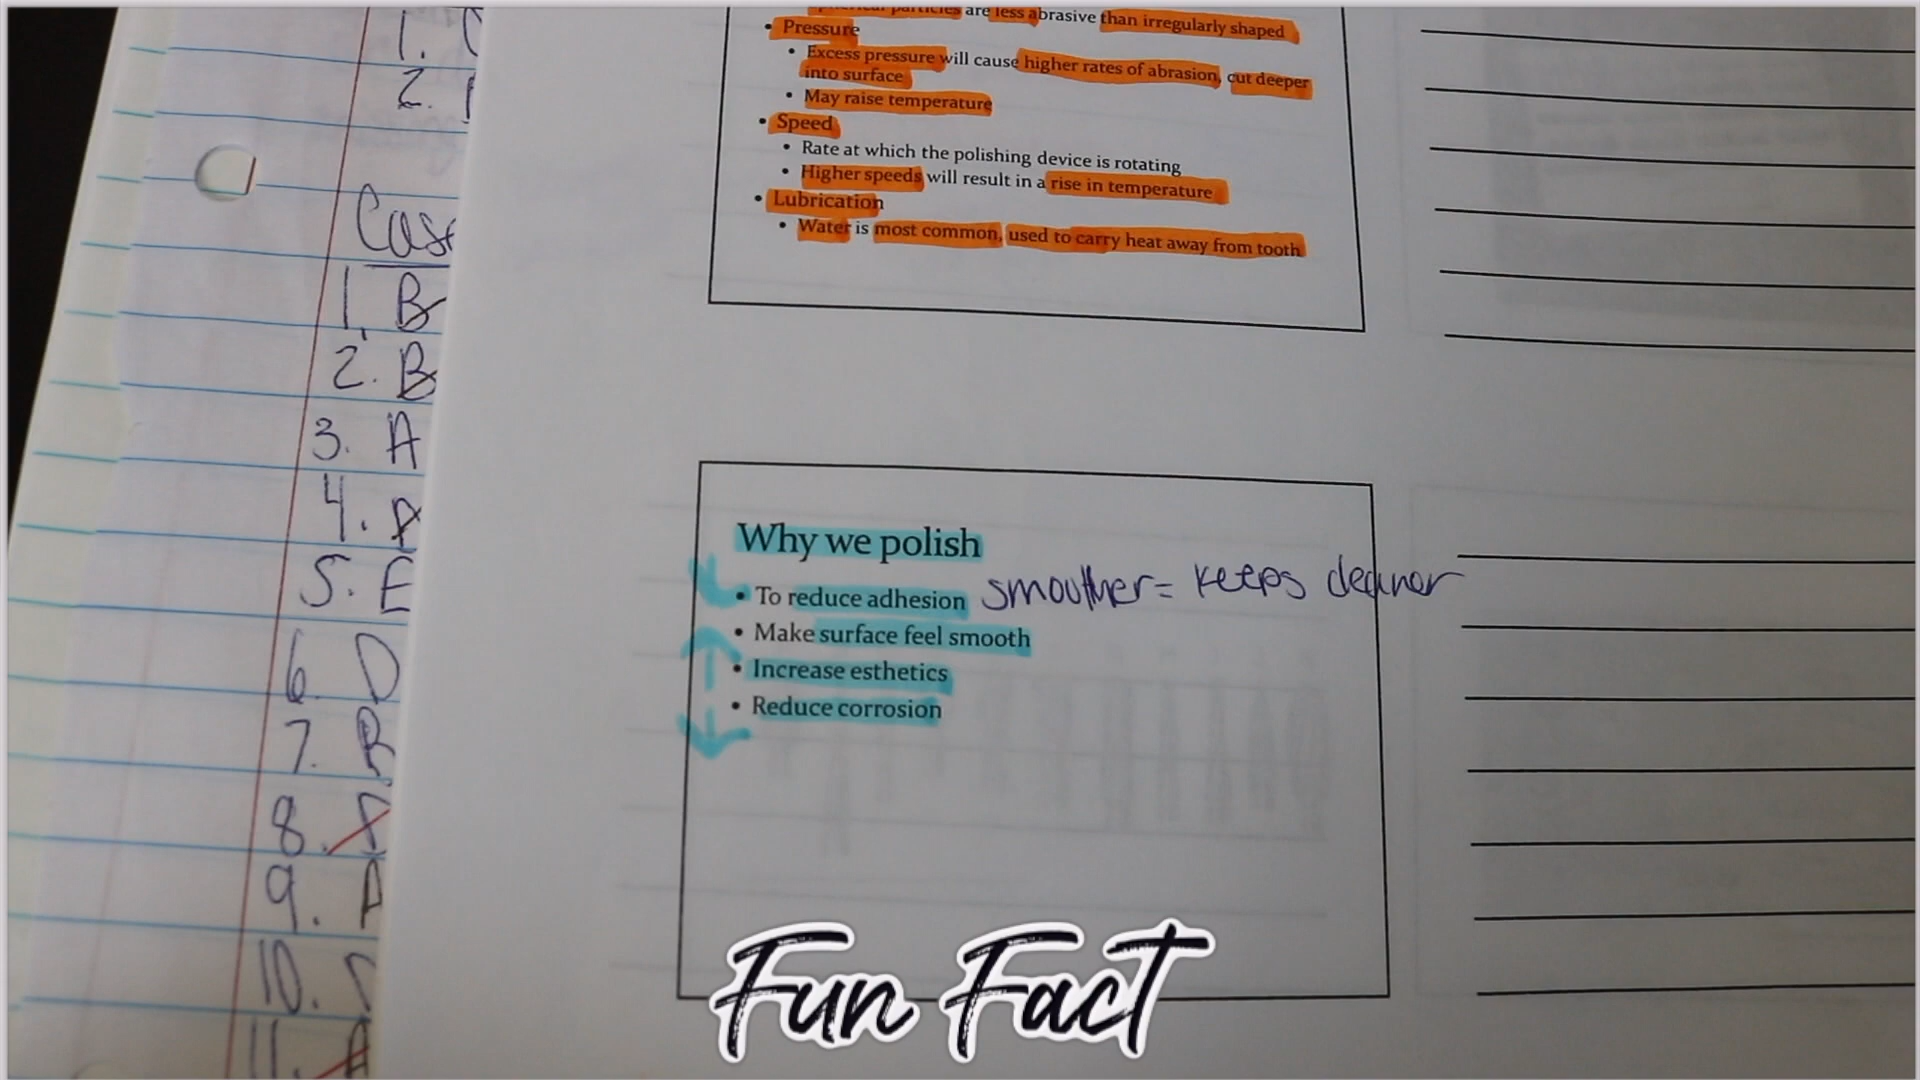 particles are less abrasive than irregularly shaped
• Pressure
• Excess pressure will cause higher rates of abrasion, cut deeper
into surface
• May raise temperature
• Speed
• Rate at which the polishing device is rotating
• Higher speeds will result in a rise in temperature
• Lubrication
• Water is most common, used to carry heat away from tooth
Why we polish
• To reduce adhesion smoother = keeps cleaner
• Make surface feel smooth
• Increase esthetics
• Reduce corrosion
1.
2.
Case
1. B
2. B
3. A
4. A
5. E
6. D
7. B
8.
9. A
10.
11. A
Fun Fact